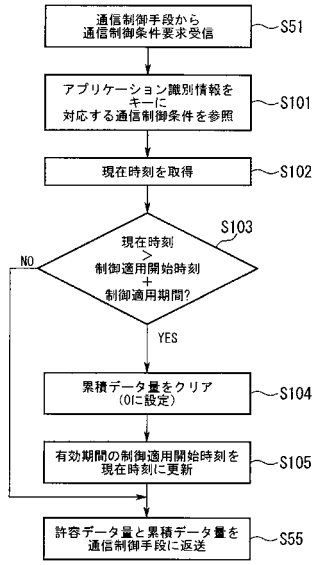 通信制御手段から
通信制御条件要求受信
S51
アプリケーション識別情報を
キーに
対応する通信制御条件を参照
S101
現在時刻を取得
S102
S103
現在時刻
>
制御適用開始時刻
+
制御適用期間?
NO
YES
累積データ量をクリア
(0に設定)
S104
有効期間の制御適用開始時刻を
現在時刻に更新
S105
許容データ量と累積データ量を
通信制御手段に返送
S55